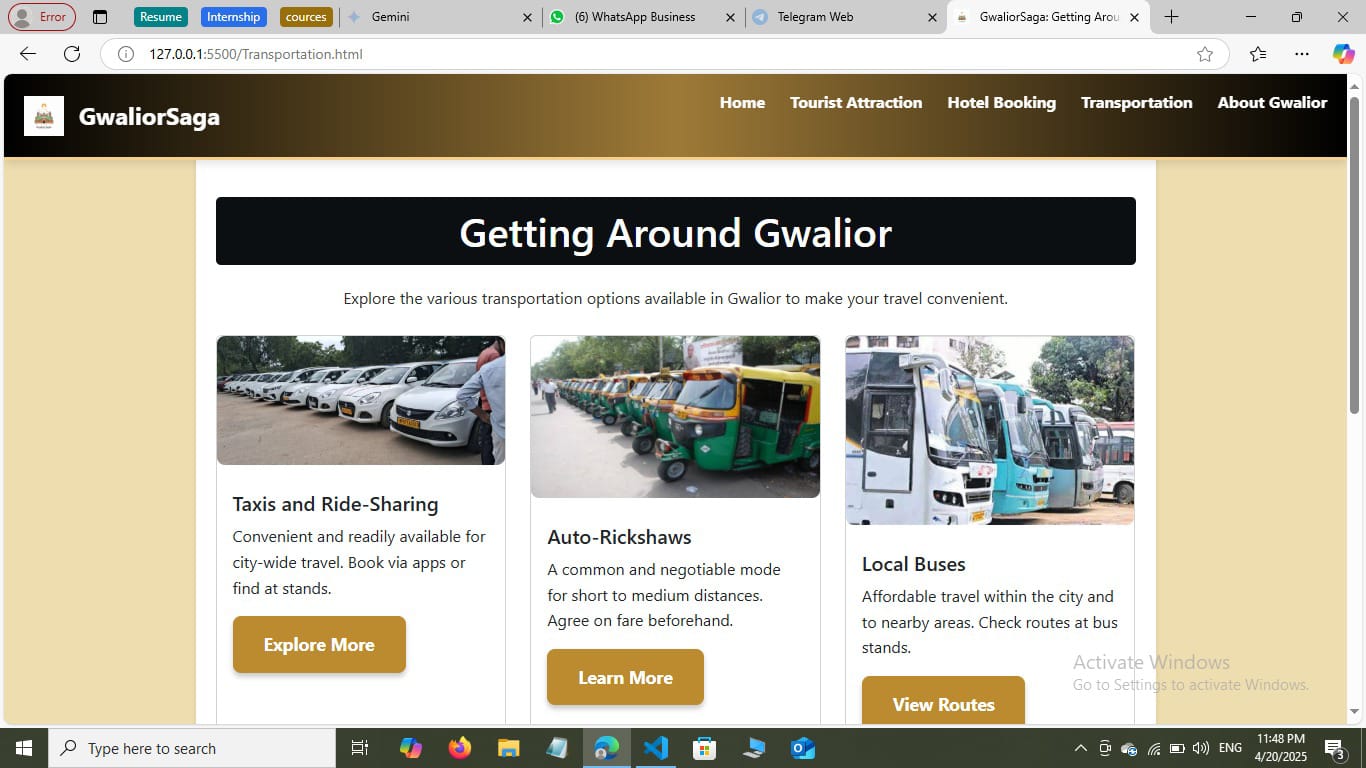 Error
Resume
Internship
cources
Gemini
(6) WhatsApp Business
Telegram Web
GwaliorSaga: Getting Arou
127.0.0.1:5500/Transportation.html
GwaliorSaga
Home
Tourist Attraction
Hotel Booking
Transportation
About Gwalior
Getting Around Gwalior
Explore the various transportation options available in Gwalior to make your travel convenient.
Taxis and Ride-Sharing
Convenient and readily available for
city-wide travel. Book via apps or
find at stands.
Explore More
Auto-Rickshaws
A common and negotiable mode
for short to medium distances.
Agree on fare beforehand.
Learn More
Local Buses
Affordable travel within the city and
to nearby areas. Check routes at bus
stands.
View Routes
Activate Windows
Go to Settings to activate Windows.
Type here to search
ENG
11:48 PM
4/20/2025
3